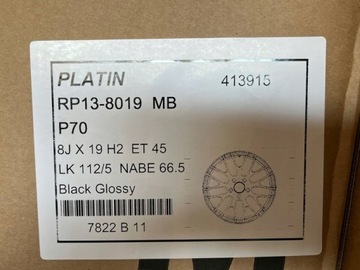 PLATIN 413915
RP13-8019 MB
P70
8J X 19 H2 ET 45
LK 112/5 NABE 66.5
Black Glossy
7822 B 11